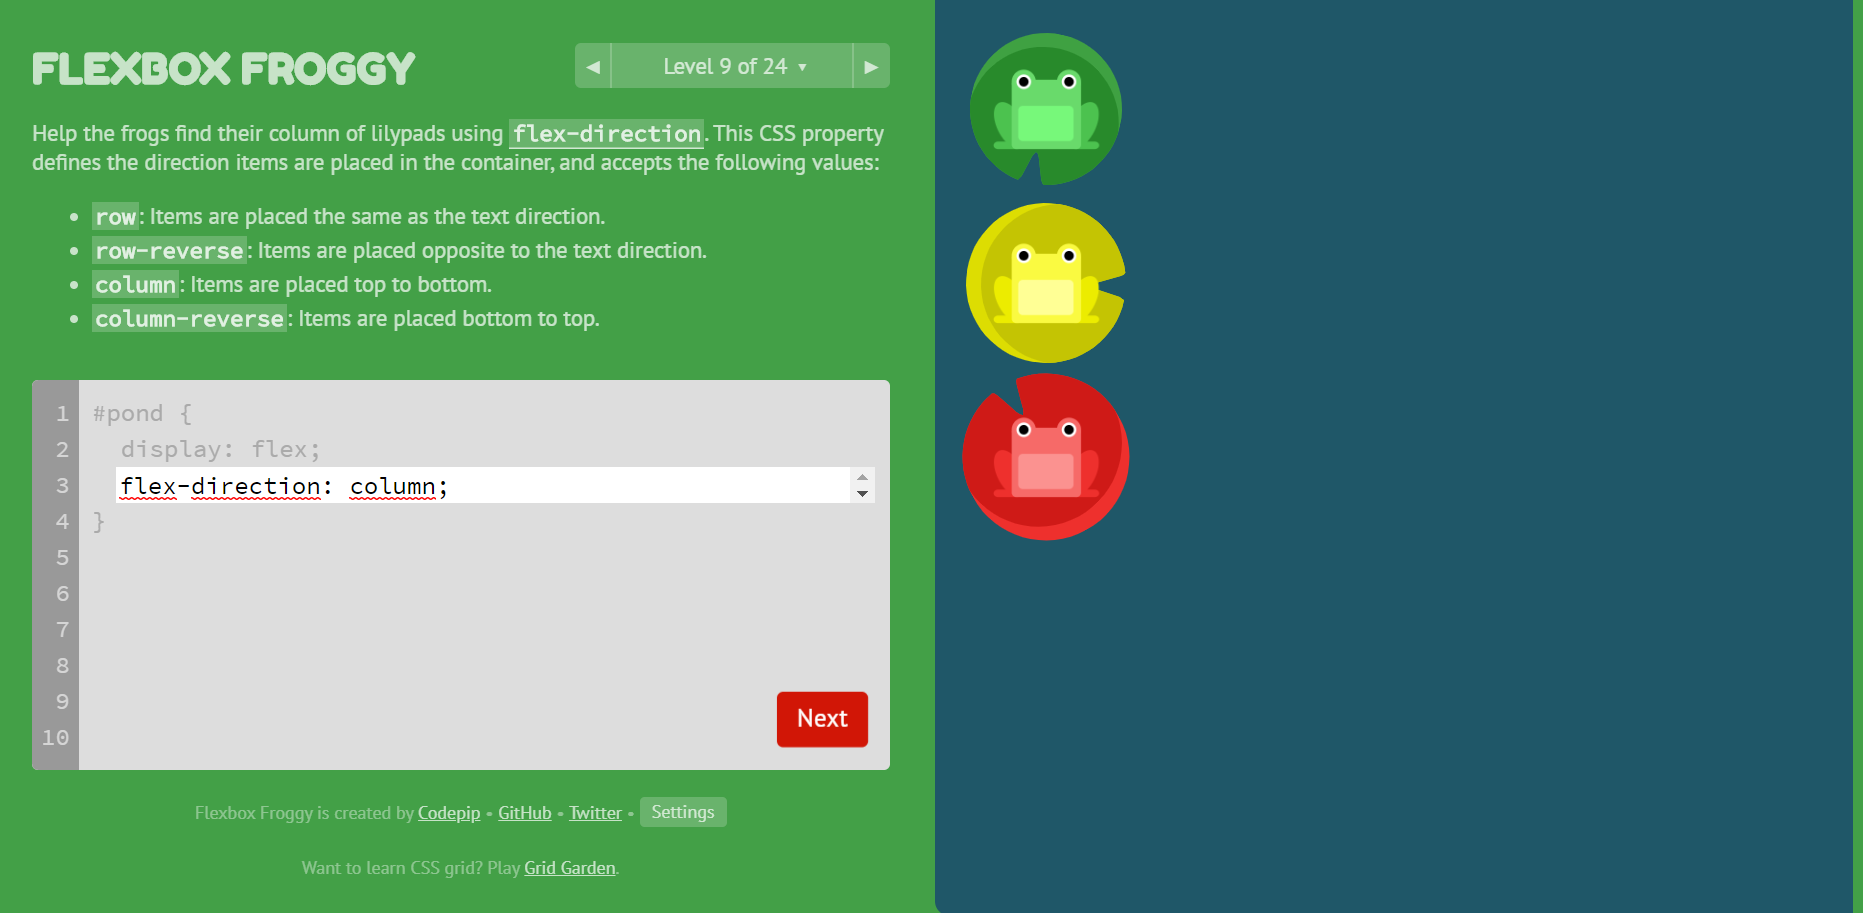 FLEXBOX FROGGY
◀ Level 9 of 24 ▾ ▶
Help the frogs find their column of lilypads using flex-direction. This CSS property
defines the direction items are placed in the container, and accepts the following values:
• row: Items are placed the same as the text direction.
• row-reverse: Items are placed opposite to the text direction.
• column: Items are placed top to bottom.
• column-reverse: Items are placed bottom to top.
1 #pond {
2 display: flex;
3 flex-direction: column;
4 }
5
6
7
8
9
10
Next
Flexbox Froggy is created by Codepip • GitHub • Twitter • Settings
Want to learn CSS grid? Play Grid Garden.